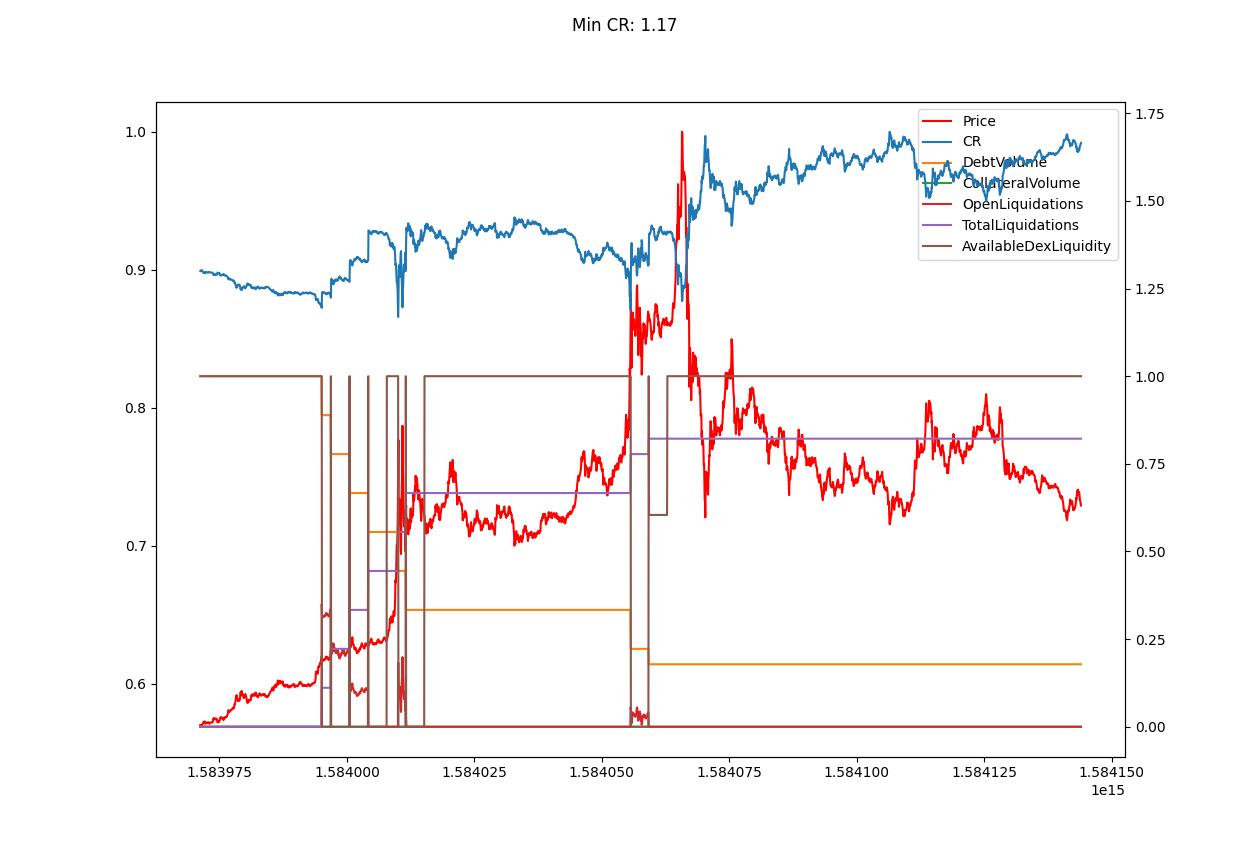 Min CR: 1.17
1.0
0.9
0.8
0.7
0.6
1.75
1.50
1.25
1.00
0.75
0.50
0.25
0.00
Price
CR
DebtVolume
CollateralVolume
OpenLiquidations
TotalLiquidations
AvailableDexLiquidity
1.583975 1.584000 1.584025 1.584050 1.584075 1.584100 1.584125 1.584150
1e15